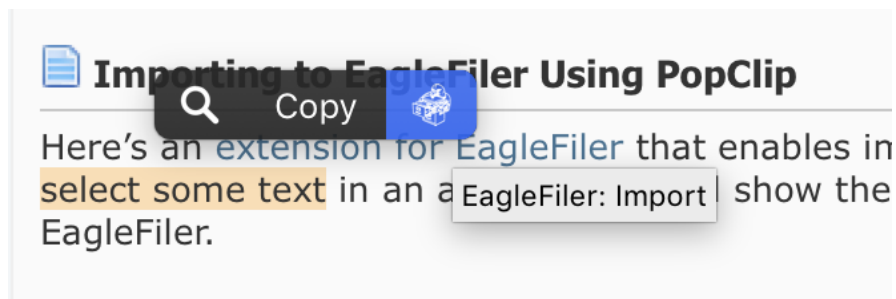 Importing to EagleFiler Using PopClip
Copy
Here’s an extension for EagleFiler that enables
select some text in an a show the
EagleFiler: Import
EagleFiler.